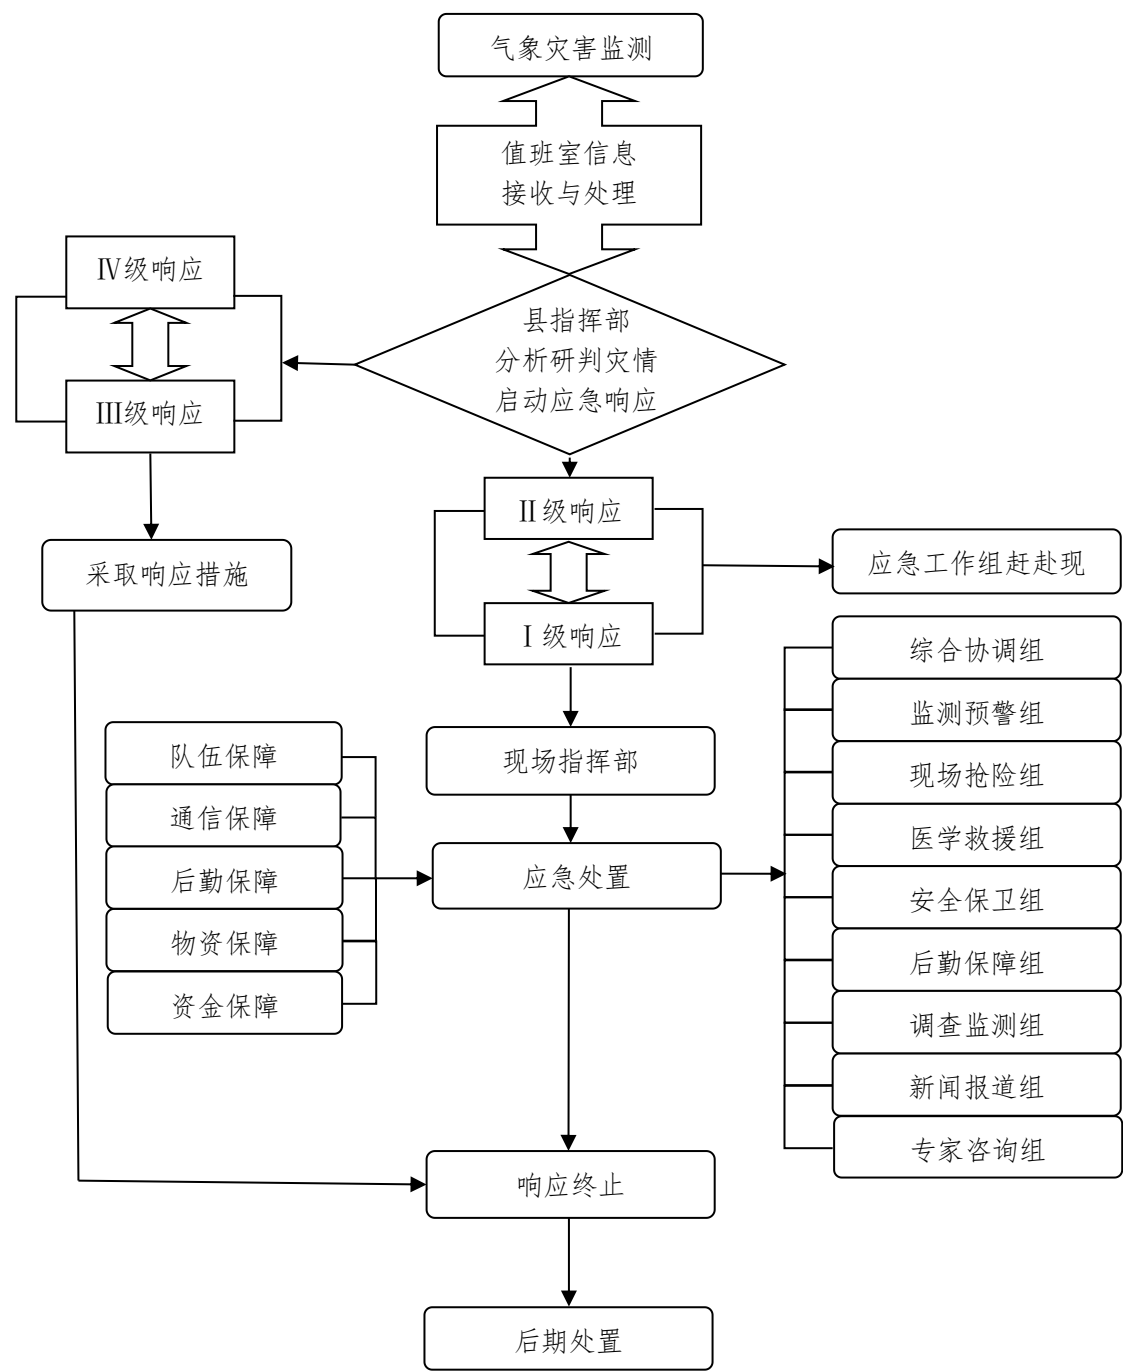 气象灾害监测
值班室信息
接收与处理
Ⅳ级响应
县指挥部
分析研判灾情
启动应急响应
Ⅲ级响应
Ⅱ级响应
采取响应措施
应急工作组赶赴现
Ⅰ级响应
综合协调组
监测预警组
现场抢险组
医学救援组
安全保卫组
后勤保障组
调查监测组
新闻报道组
专家咨询组
现场指挥部
队伍保障
通信保障
后勤保障
物资保障
资金保障
应急处置
响应终止
后期处置